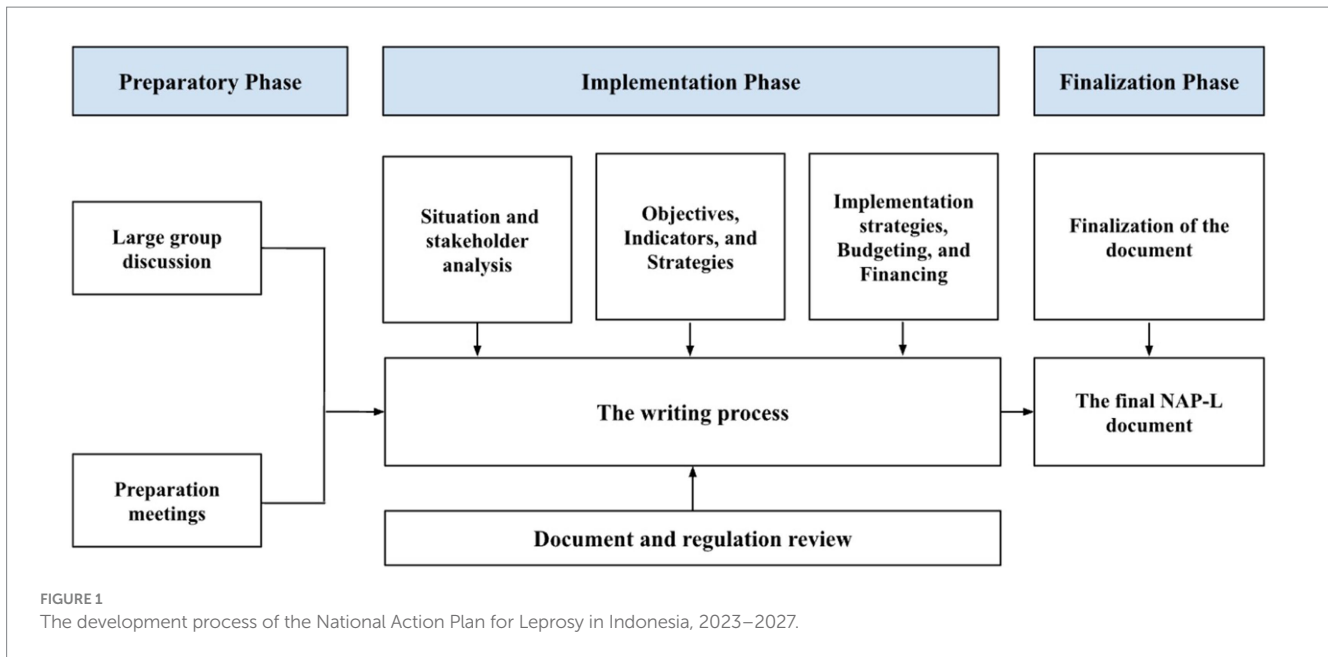 Preparatory Phase
Implementation Phase
Finalization Phase
Large group
discussion
Preparation
meetings
Situation and
stakeholder
analysis
Objectives,
Indicators, and
Strategies
Implementation
strategies,
Budgeting, and
Financing
Finalization of the
document
The writing process
The final NAP-L
document
Document and regulation review
FIGURE 1
The development process of the National Action Plan for Leprosy in Indonesia, 2023–2027.